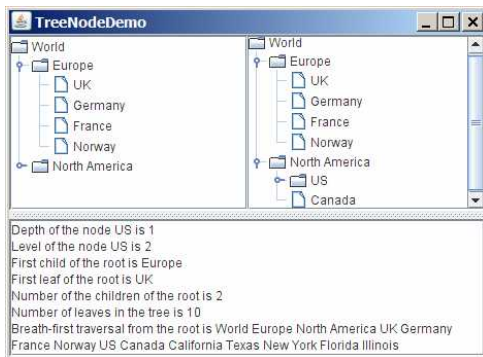 TreeNodeDemo
World
Europe
UK
Germany
France
Norway
North America
World
Europe
UK
Germany
France
Norway
North America
US
Canada
Depth of the node US is 1
Level of the node US is 2
First child of the root is Europe
First leaf of the root is UK
Number of the children of the root is 2
Number of leaves in the tree is 10
Breath-first traversal from the root is World Europe North America UK Germany
France Norway US Canada California Texas New York Florida Illinois